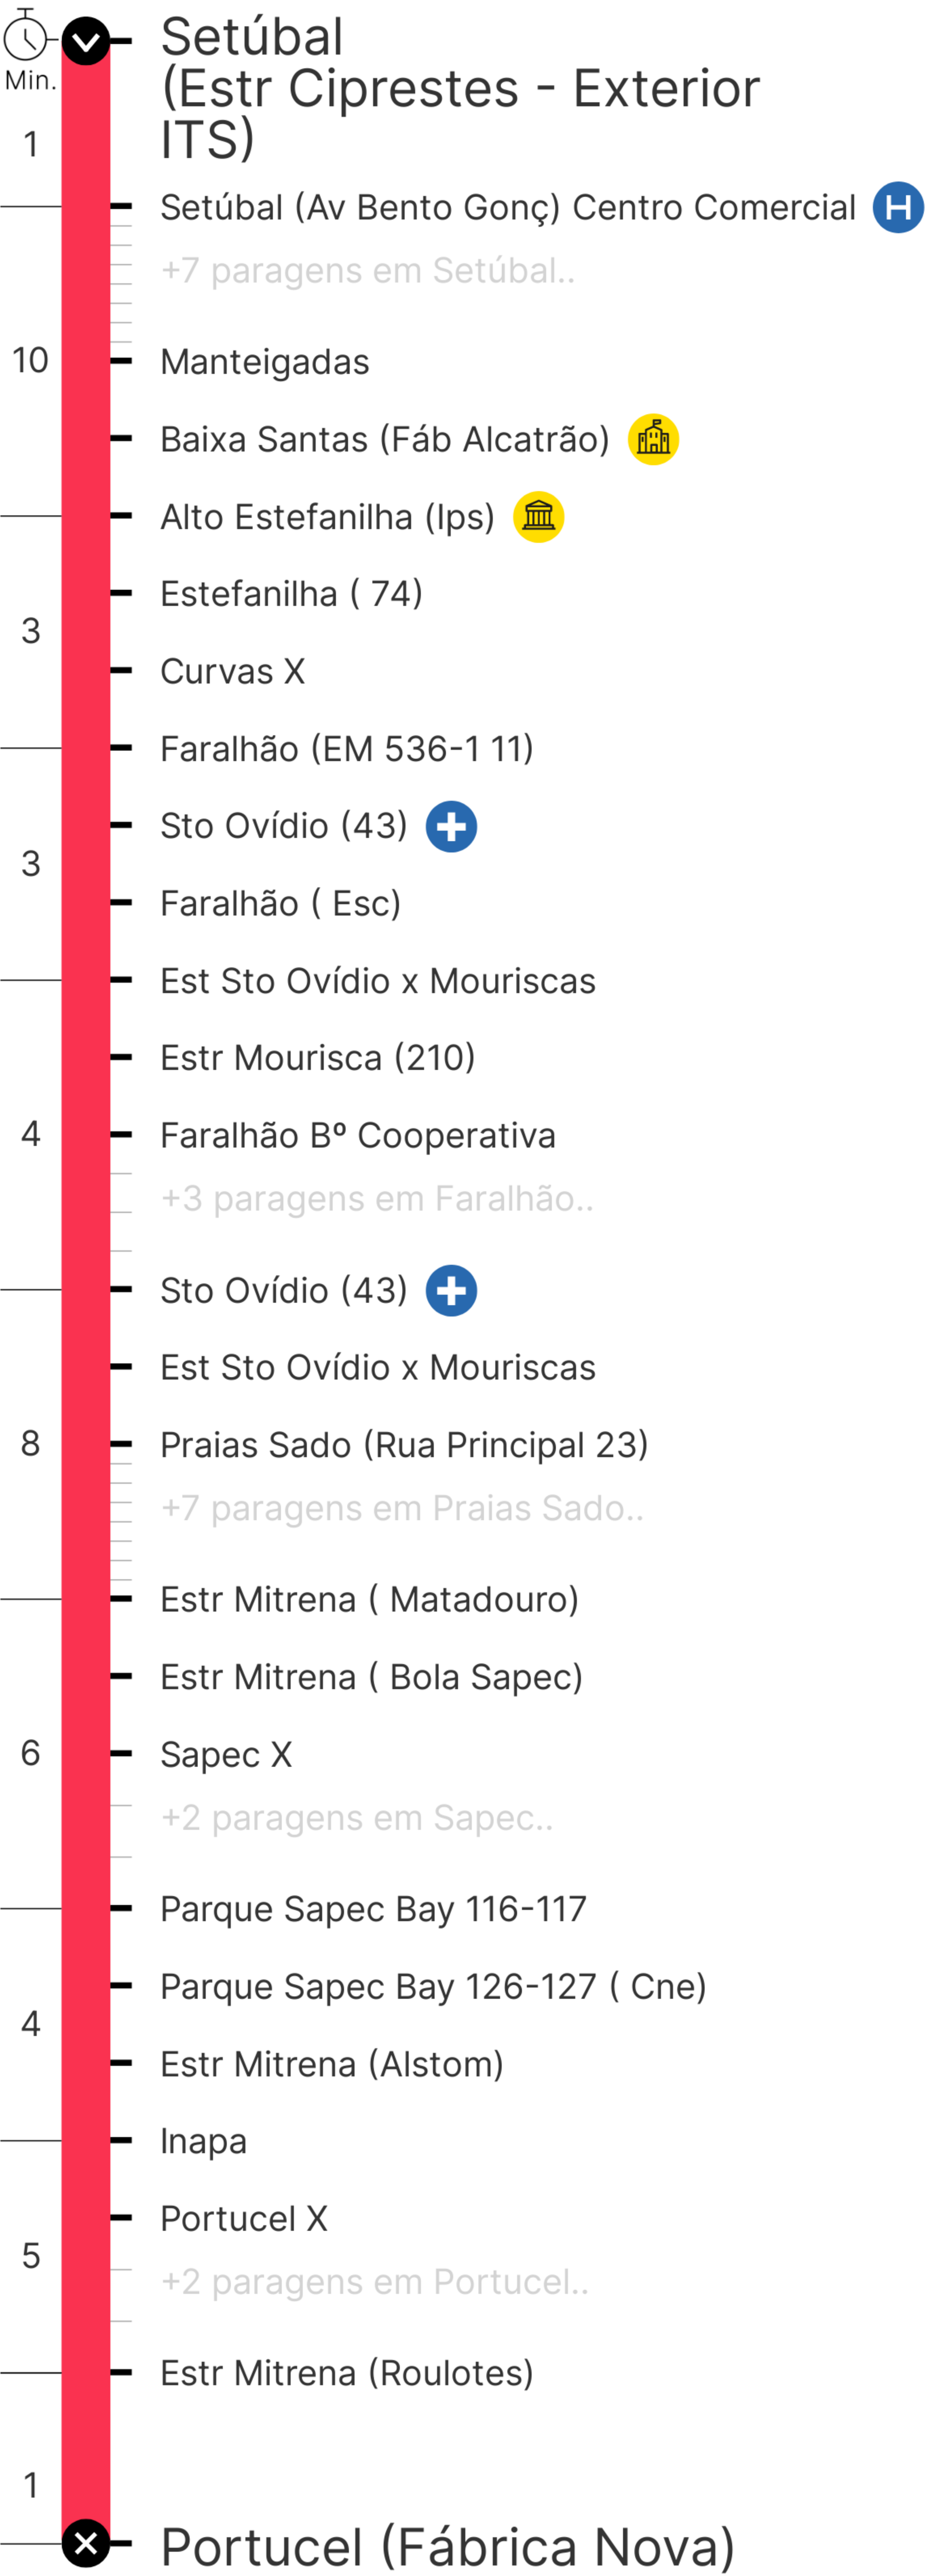 Setúbal
(Estr Ciprestes - Exterior
ITS)
Min.
1
Setúbal (Av Bento Gonç) Centro Comercial H
+7 paragens em Setúbal..
10
Manteigadas
Baixa Santas (Fáb Alcatrão)
Alto Estefanilha (Ips)
Estefanilha ( 74)
3
Curvas X
Faralhão (EM 536-1 11)
Sto Ovídio (43)
3
Faralhão ( Esc)
Est Sto Ovídio x Mouriscas
Estr Mourisca (210)
4
Faralhão Bº Cooperativa
+3 paragens em Faralhão..
Sto Ovídio (43)
Est Sto Ovídio x Mouriscas
8
Praias Sado (Rua Principal 23)
+7 paragens em Praias Sado..
Estr Mitrena ( Matadouro)
Estr Mitrena ( Bola Sapec)
6
Sapec X
+2 paragens em Sapec..
Parque Sapec Bay 116-117
Parque Sapec Bay 126-127 ( Cne)
4
Estr Mitrena (Alstom)
Inapa
Portucel X
5
+2 paragens em Portucel..
Estr Mitrena (Roulotes)
1
Portucel (Fábrica Nova)